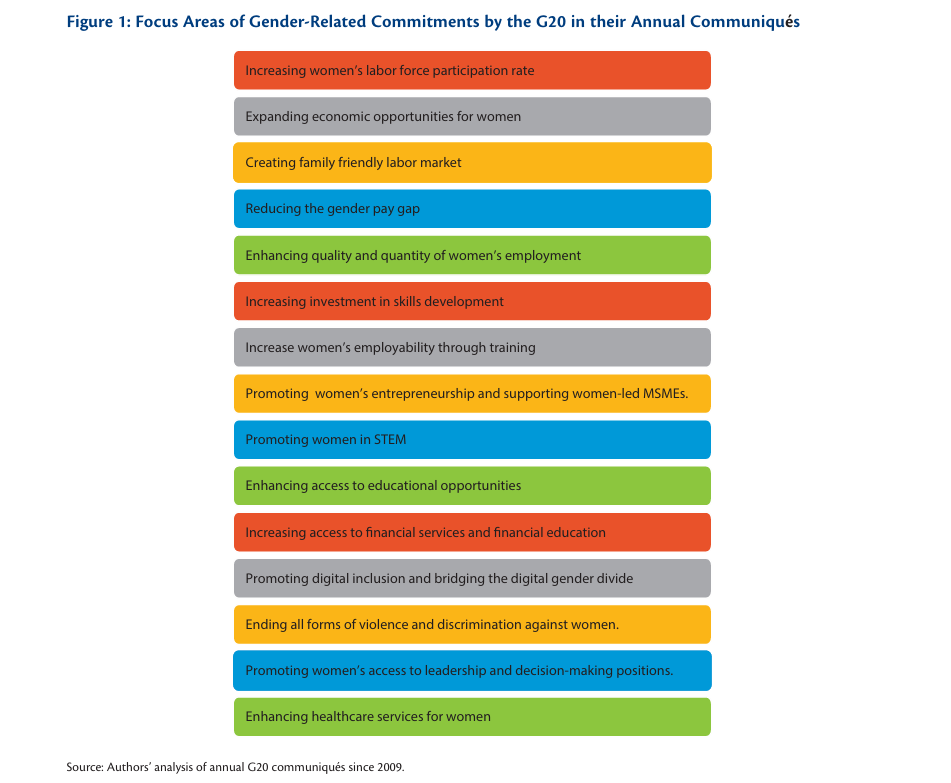 Figure 1: Focus Areas of Gender-Related Commitments by the G20 in their Annual Communiqués
Increasing women's labor force participation rate
Expanding economic opportunities for women
Creating family friendly labor market
Reducing the gender pay gap
Enhancing quality and quantity of women's employment
Increasing investment in skills development
Increase women's employability through training
Promoting  women's entrepreneurship and supporting women-led MSMEs.
Promoting women in STEM
Enhancing access to educational opportunities
Increasing access to financial services and financial education
Promoting digital inclusion and bridging the digital gender divide
Ending all forms of violence and discrimination against women.
Promoting women's access to leadership and decision-making positions.
Enhancing healthcare services for women
Source: Authors' analysis of annual G20 communiqués since 2009.